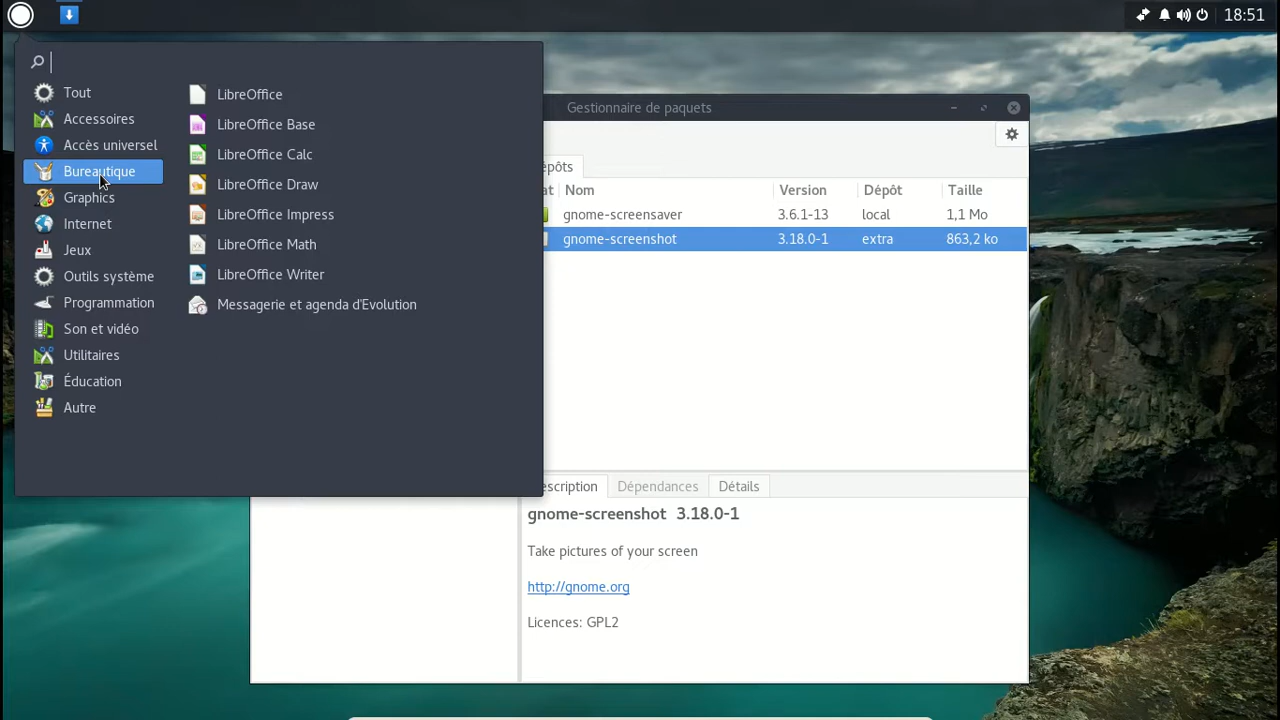 18:51
Tout
Accessoires
Accès universel
Bureautique
Graphics
Internet
Jeux
Outils système
Programmation
Son et vidéo
Utilitaires
Éducation
Autre
LibreOffice
LibreOffice Base
LibreOffice Calc
LibreOffice Draw
LibreOffice Impress
LibreOffice Math
LibreOffice Writer
Messagerie et agenda d'Evolution
Gestionnaire de paquets
épôts
at Nom Version Dépôt Taille
gnome-screensaver 3.6.1-13 local 1,1 Mo
gnome-screenshot 3.18.0-1 extra 863,2 ko
escription Dépendances Détails
gnome-screenshot 3.18.0-1
Take pictures of your screen
http://gnome.org
Licences: GPL2